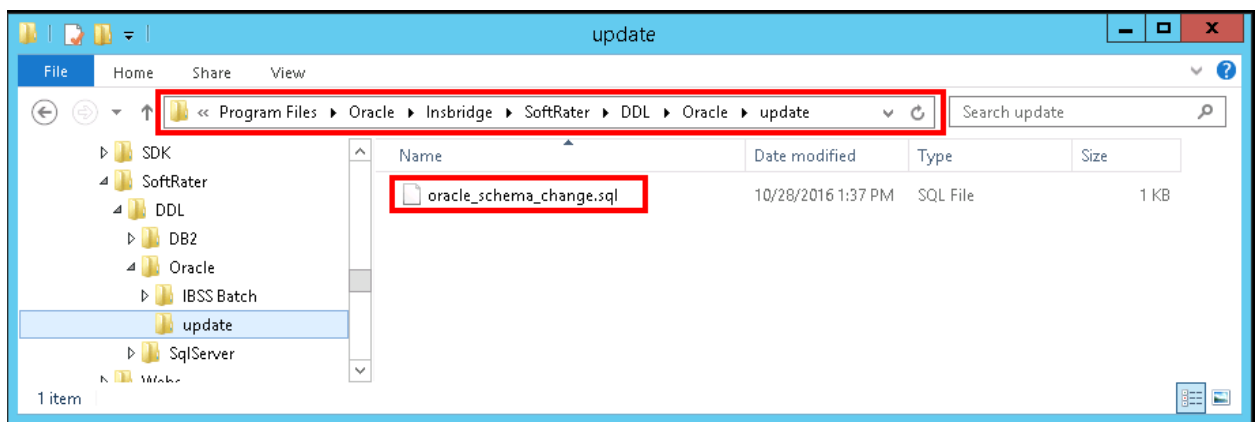 update
File Home Share View
« Program Files Oracle Insbridge SoftRater DDL Oracle update
Search update
SDK
SoftRater
DDL
DB2
Oracle
IBSS Batch
update
SqlServer
Name Date modified Type Size
oracle_schema_change.sql 10/28/2016 1:37 PM SQL File 1 KB
1 item